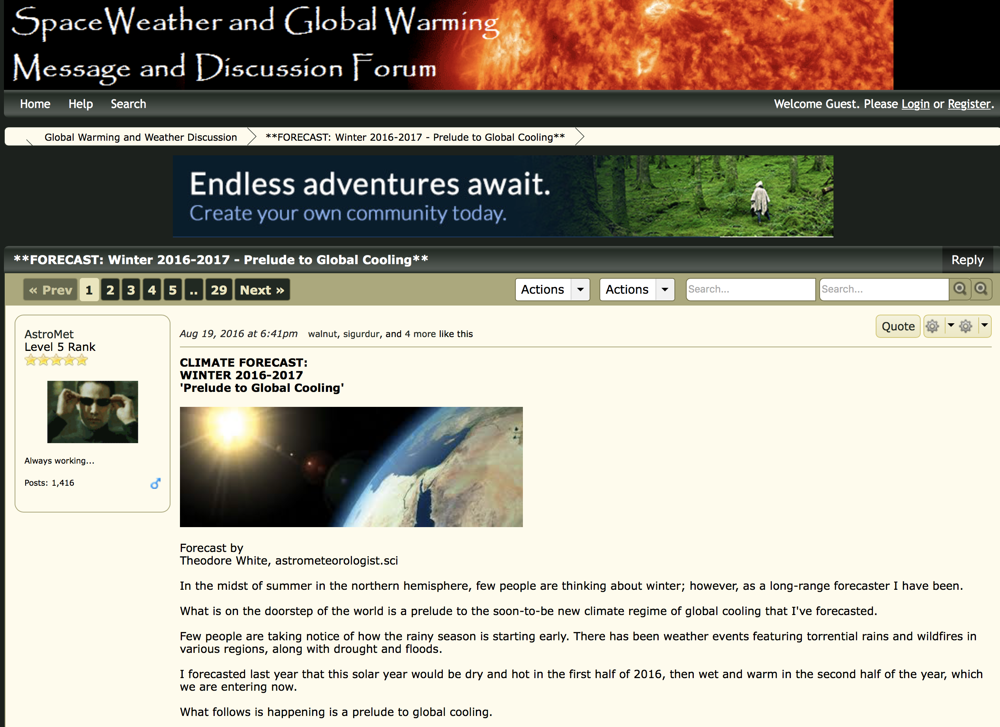 SpaceWeather and Global Warming
Message and Discussion Forum
Home Help Search Welcome Guest. Please Login or Register.
Global Warming and Weather Discussion **FORECAST: Winter 2016-2017 - Prelude to Global Cooling**
Endless adventures await.
Create your own community today.
**FORECAST: Winter 2016-2017 - Prelude to Global Cooling** Reply
« Prev 1 2 3 4 5 .. 29 Next » Actions Actions Search... Search...
AstroMet
Level 5 Rank
Always working...
Posts: 1,416
Aug 19, 2016 at 6:41pm walnut, sigurdur, and 4 more like this Quote
CLIMATE FORECAST:
WINTER 2016-2017
'Prelude to Global Cooling'
Forecast by
Theodore White, astrometeorologist.sci
In the midst of summer in the northern hemisphere, few people are thinking about winter; however, as a long-range forecaster I have been.
What is on the doorstep of the world is a prelude to the soon-to-be new climate regime of global cooling that I've forecasted.
Few people are taking notice of how the rainy season is starting early. There has been weather events featuring torrential rains and wildfires in
various regions, along with drought and floods.
I forecasted last year that this solar year would be dry and hot in the first half of 2016, then wet and warm in the second half of the year, which
we are entering now.
What follows is happening is a prelude to global cooling.